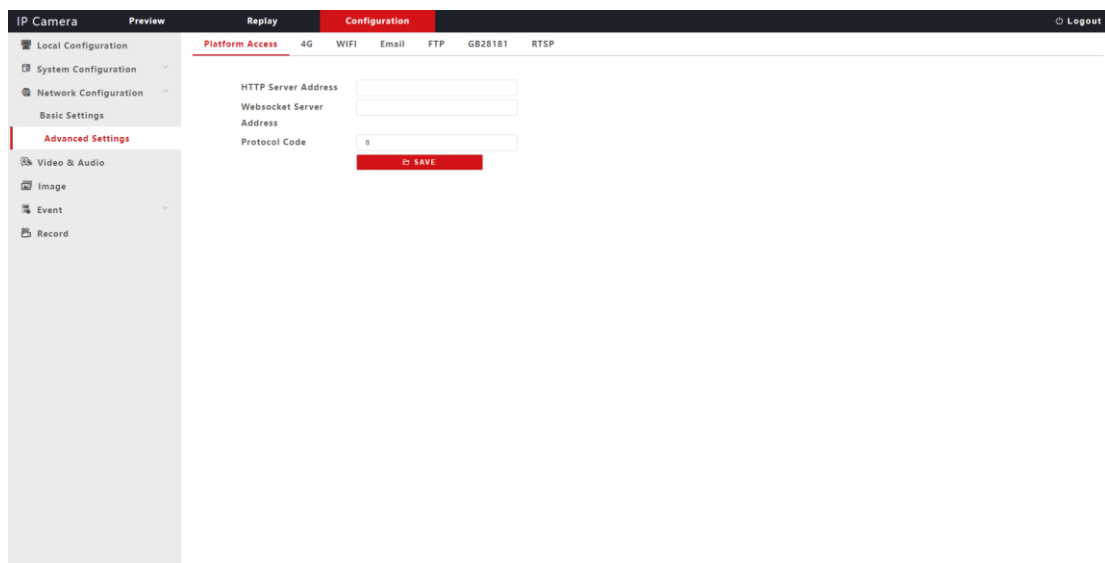 IP Camera Preview Replay Configuration Logout
Local Configuration
System Configuration
Network Configuration
Basic Settings
Advanced Settings
Video & Audio
Image
Event
Record
Platform Access 4G WIFI Email FTP GB28181 RTSP
HTTP Server Address
Websocket Server
Address
Protocol Code 0
SAVE